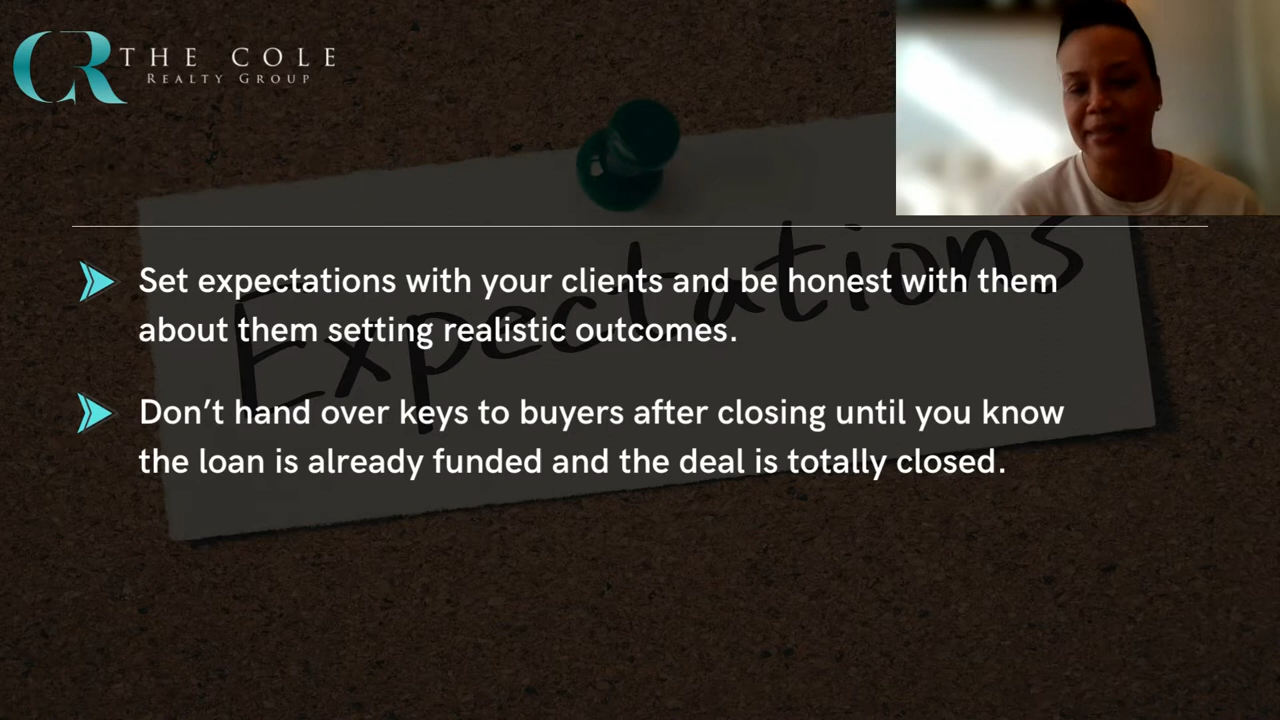 CR THE COLE
REALTY GROUP
Expectations
Set expectations with your clients and be honest with them
about them setting realistic outcomes.
Don’t hand over keys to buyers after closing until you know
the loan is already funded and the deal is totally closed.